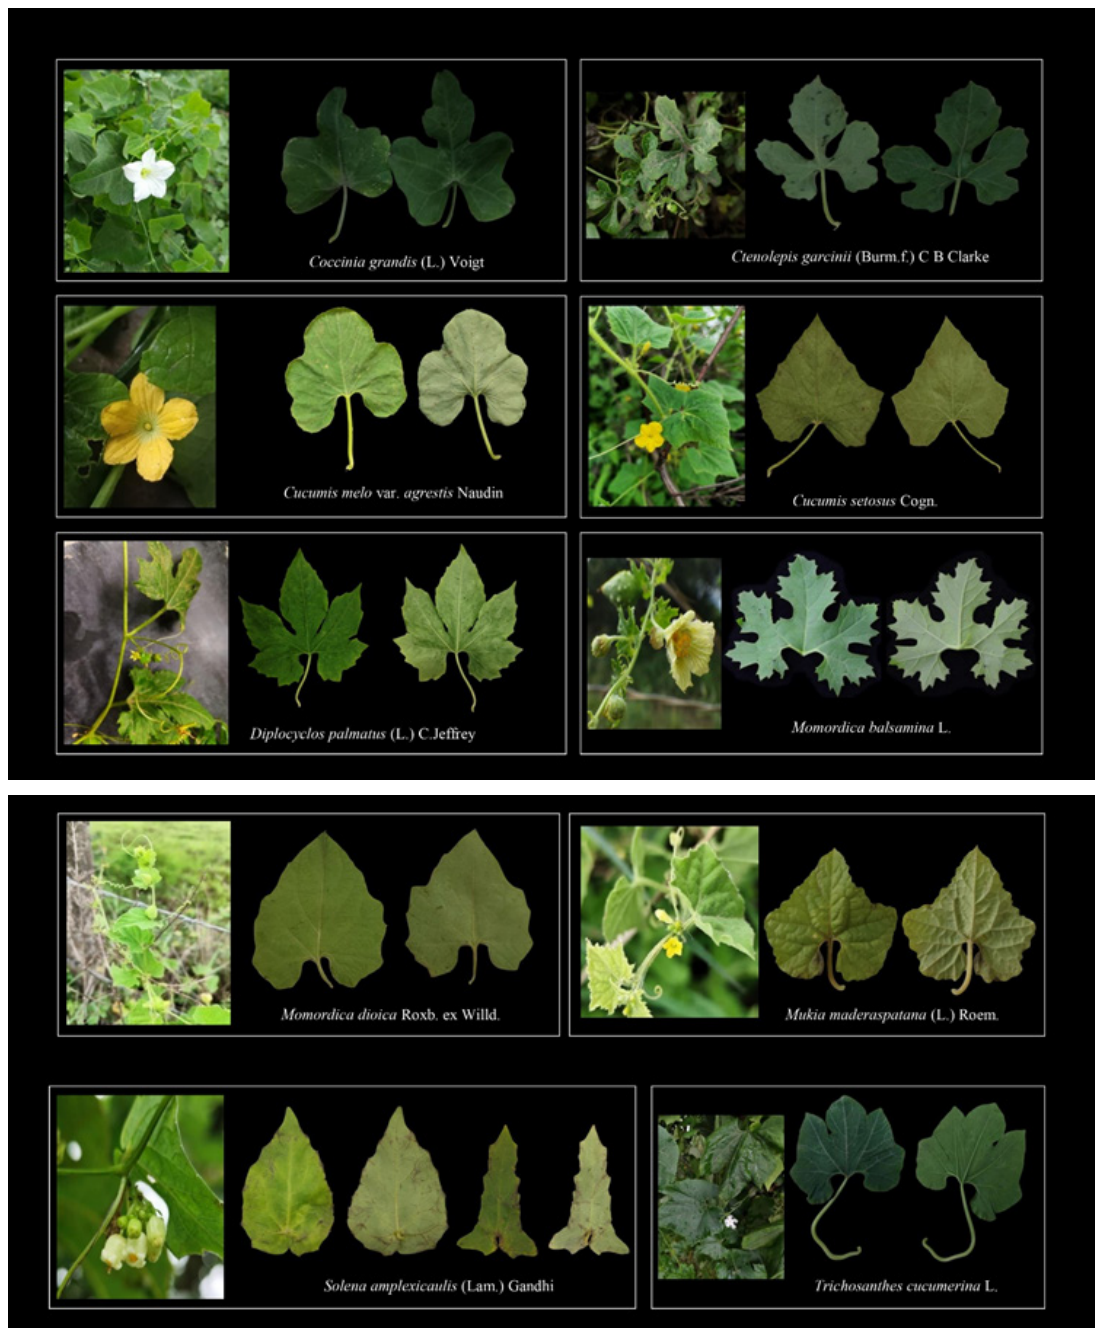 Coccinia grandis (L.) Voigt
Ctenolepis garcinii (Burm.f.) C B Clarke
Cucumis melo var. agrestis Naudin
Cucumis setosus Cogn.
Diplocyclos palmatus (L.) C.Jeffrey
Momordica balsamina L.
Momordica dioica Roxb. ex Willd.
Mukia maderaspatana (L.) Roem.
Solena amplexicaulis (Lam.) Gandhi
Trichosanthes cucumerina L.